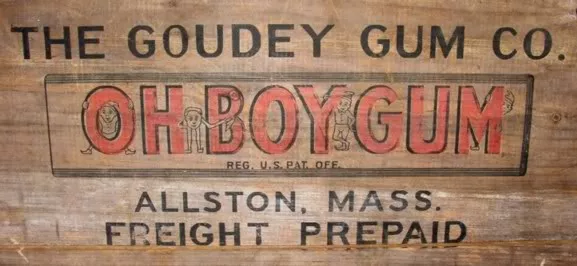 THE GOUDEY GUM CO.
OH BOY GUM
REG. U.S. PAT. OFF.
ALLSTON, MASS.
FREIGHT PREPAID